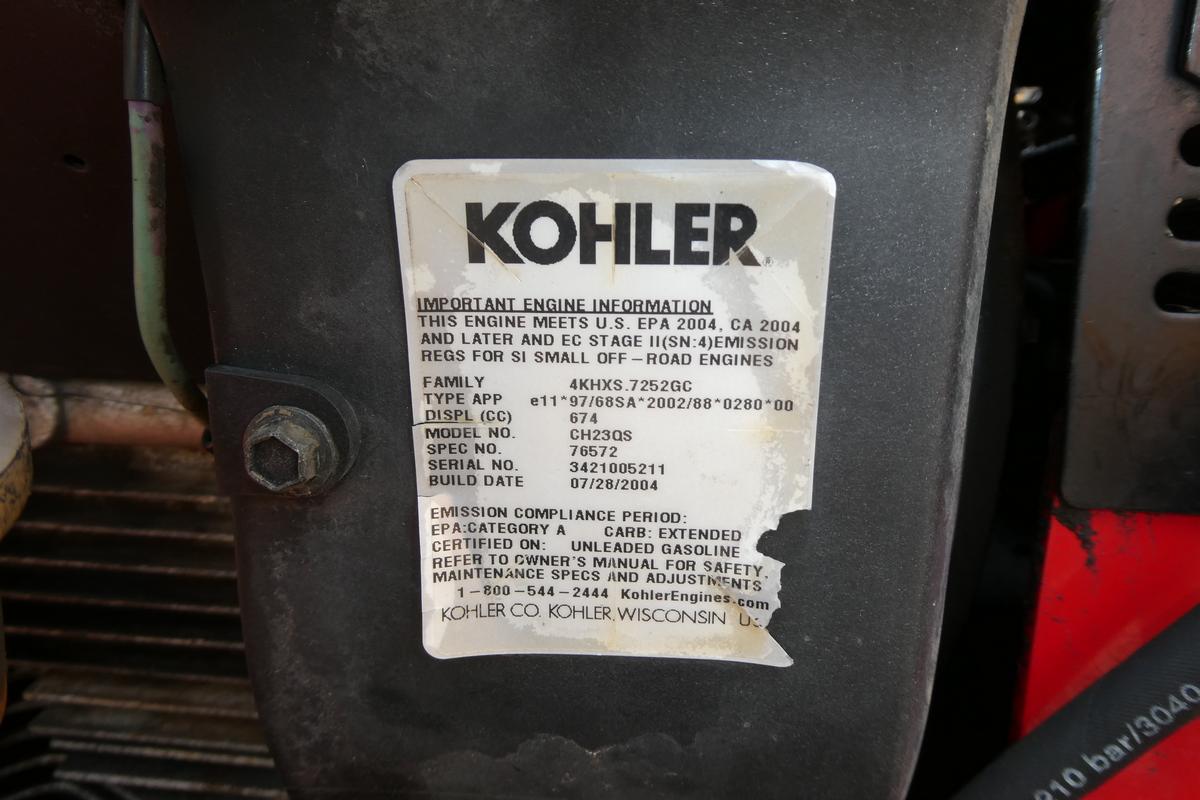 KOHLER®
IMPORTANT ENGINE INFORMATION
THIS ENGINE MEETS U.S. EPA 2004, CA 2004
AND LATER AND EC STAGE II(SN:4)EMISSION
REGS FOR SI SMALL OFF–ROAD ENGINES
FAMILY 4KHXS.7252GC
TYPE APP e11*97/68SA*2002/88*0280*00
DISPL (CC) 674
MODEL NO. CH23QS
SPEC NO. 76572
SERIAL NO. 3421005211
BUILD DATE 07/28/2004
EMISSION COMPLIANCE PERIOD:
EPA:CATEGORY A CARB: EXTENDED
CERTIFIED ON: UNLEADED GASOLINE
REFER TO OWNER'S MANUAL FOR SAFETY,
MAINTENANCE SPECS AND ADJUSTMENTS
1–800–544–2444 KohlerEngines.com
KOHLER CO. KOHLER, WISCONSIN
210 bar/3040